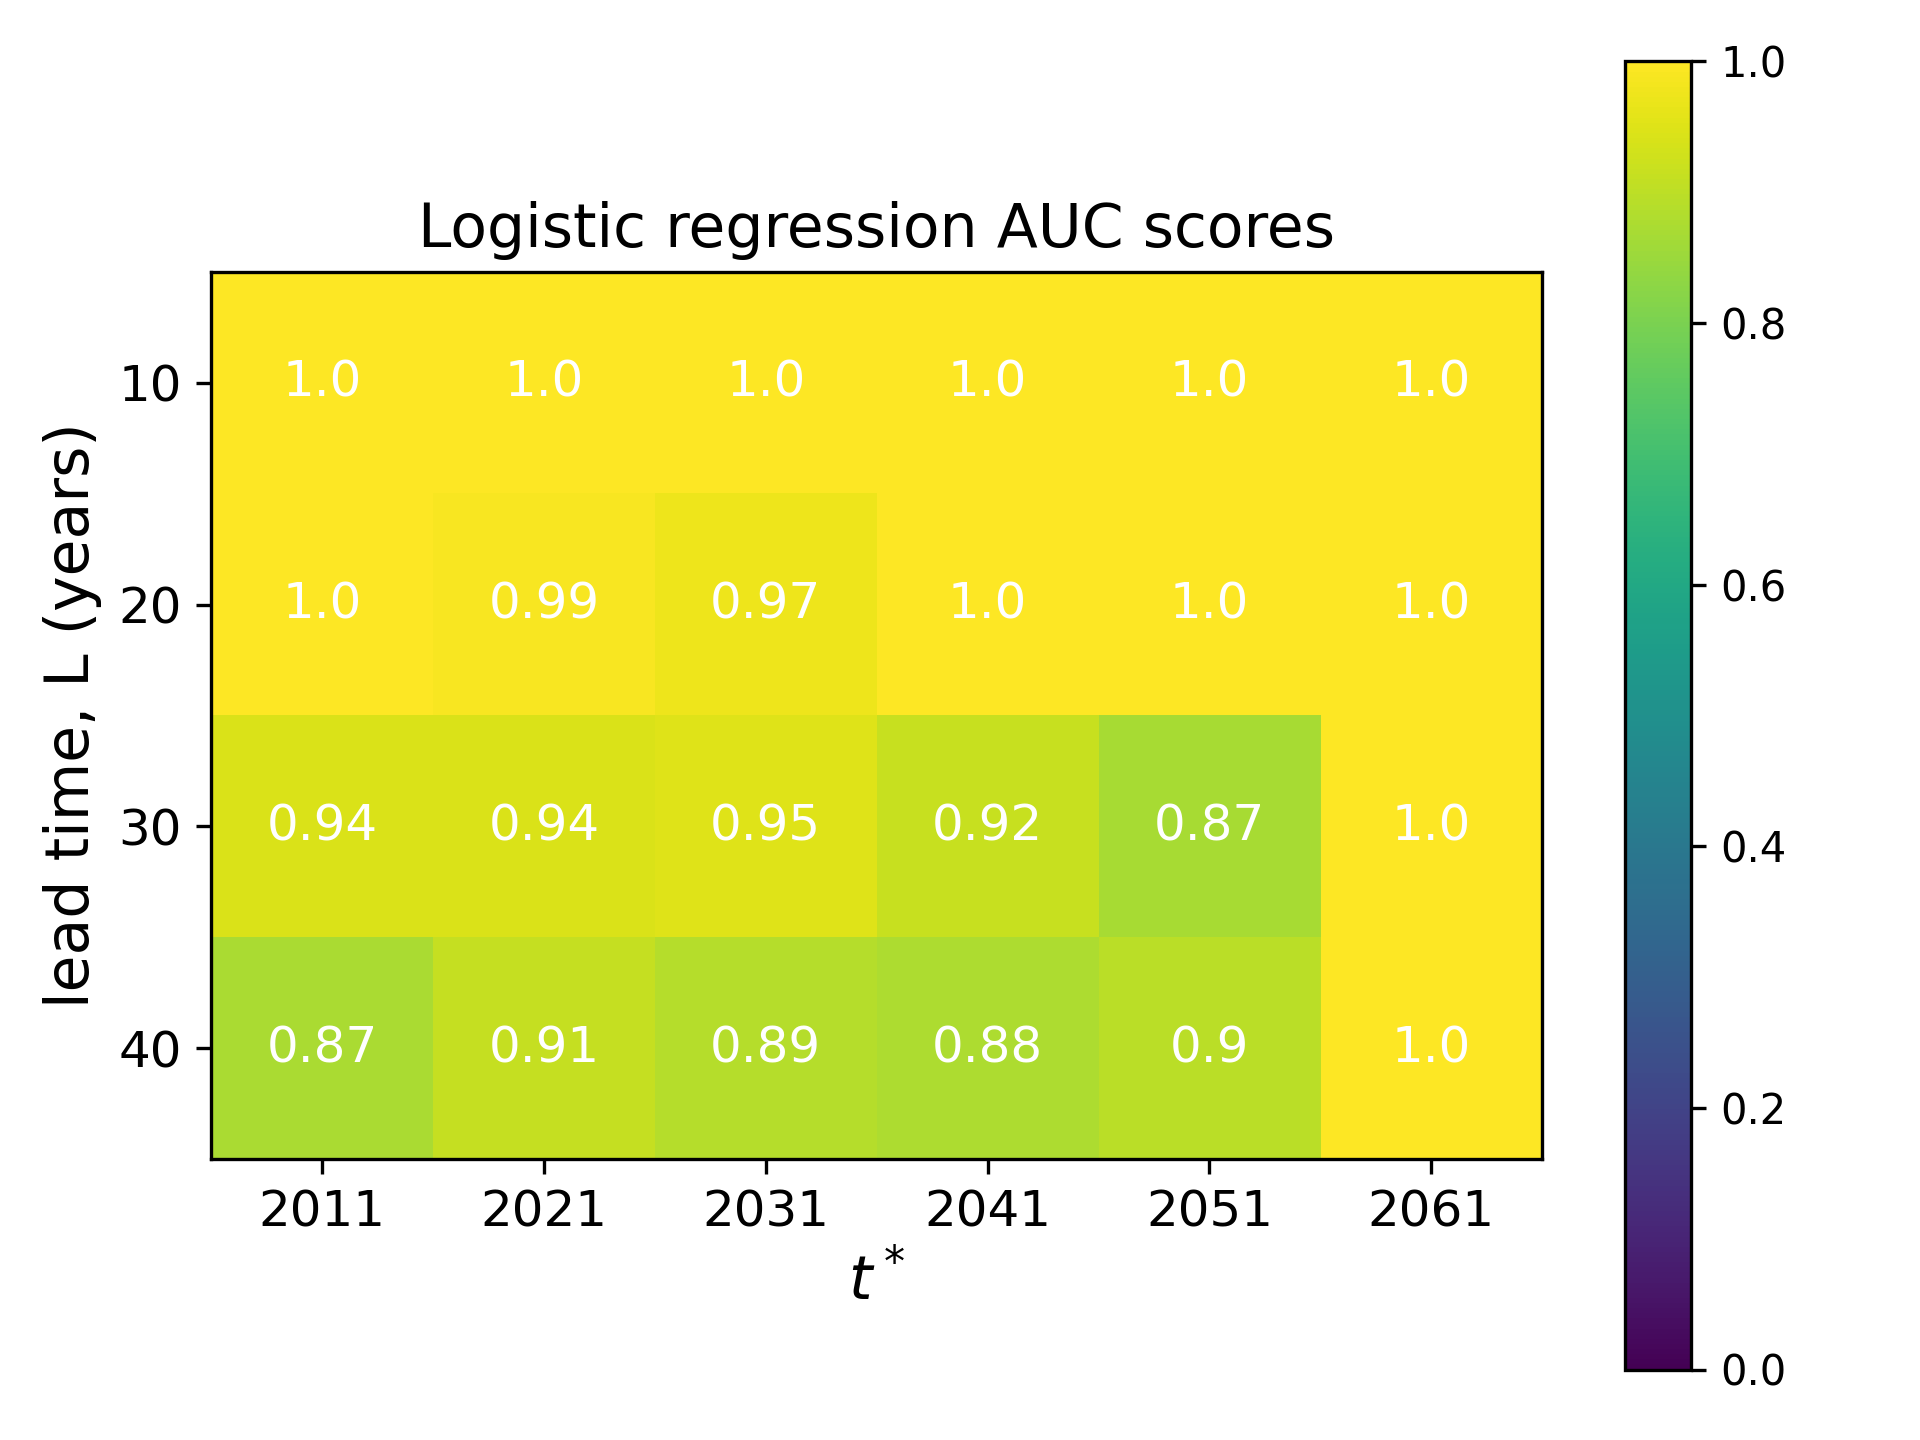 Logistic regression AUC scores
lead time, L (years)
10 1.0 1.0 1.0 1.0 1.0 1.0
20 1.0 0.99 0.97 1.0 1.0 1.0
30 0.94 0.94 0.95 0.92 0.87 1.0
40 0.87 0.91 0.89 0.88 0.9 1.0
2011 2021 2031 2041 2051 2061
t*
1.0
0.8
0.6
0.4
0.2
0.0